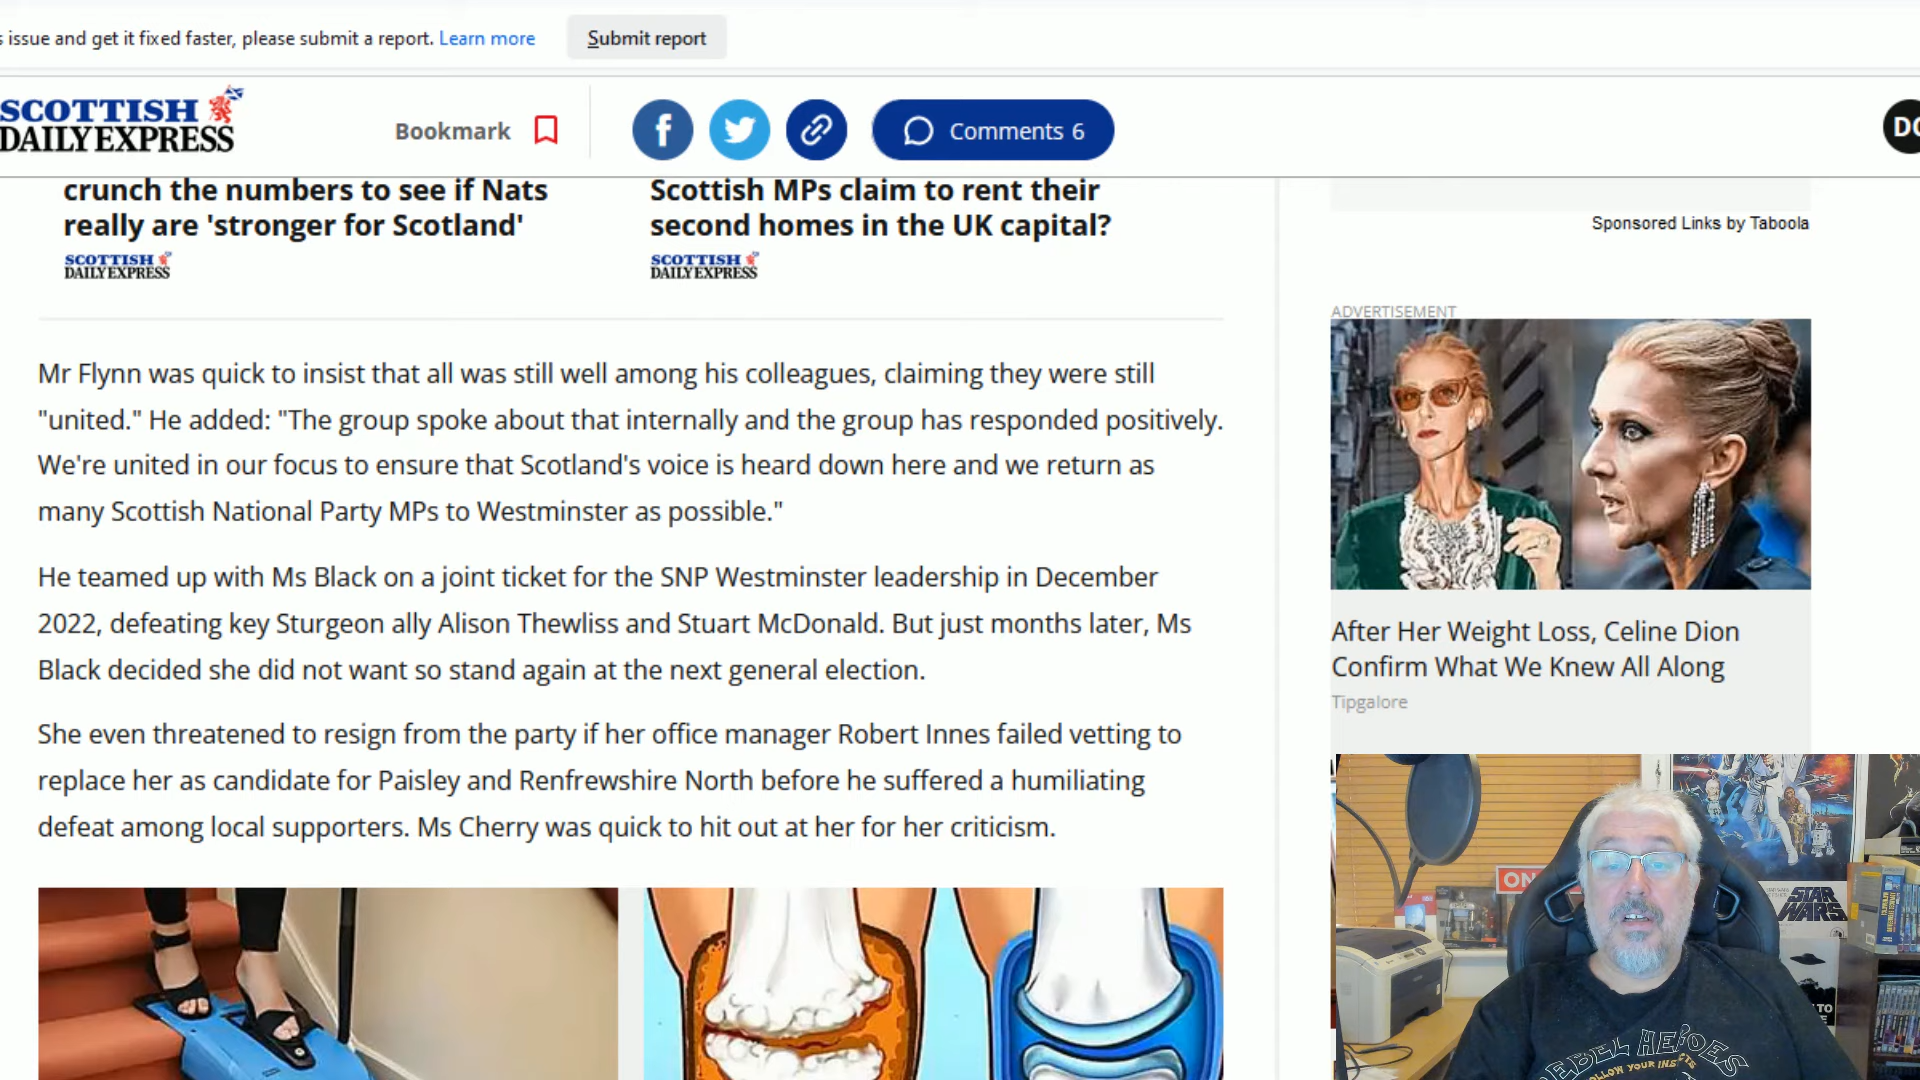 issue and get it fixed faster, please submit a report. Learn more
Submit report
SCOTTISH
DAILY EXPRESS
Bookmark
Comments 6
DC
crunch the numbers to see if Nats
really are 'stronger for Scotland'
SCOTTISH
DAILY EXPRESS
Scottish MPs claim to rent their
second homes in the UK capital?
SCOTTISH
DAILY EXPRESS
Mr Flynn was quick to insist that all was still well among his colleagues, claiming they were still
"united." He added: "The group spoke about that internally and the group has responded positively.
We're united in our focus to ensure that Scotland's voice is heard down here and we return as
many Scottish National Party MPs to Westminster as possible."
He teamed up with Ms Black on a joint ticket for the SNP Westminster leadership in December
2022, defeating key Sturgeon ally Alison Thewliss and Stuart McDonald. But just months later, Ms
Black decided she did not want so stand again at the next general election.
She even threatened to resign from the party if her office manager Robert Innes failed vetting to
replace her as candidate for Paisley and Renfrewshire North before he suffered a humiliating
defeat among local supporters. Ms Cherry was quick to hit out at her for her criticism.
Sponsored Links by Taboola
ADVERTISEMENT
After Her Weight Loss, Celine Dion
Confirm What We Knew All Along
Tipgalore
ON
STAR
WARS
TO
REBEL HEROES
FOLLOW YOUR